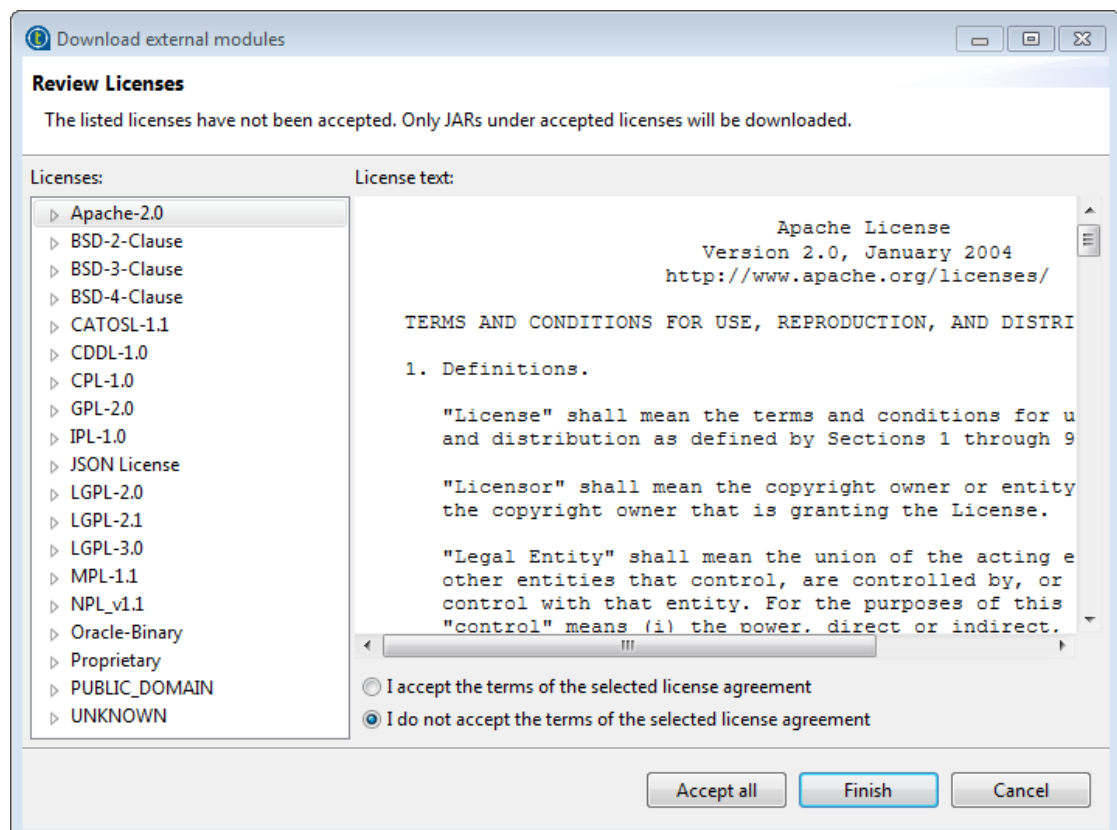 Download external modules
Review Licenses
The listed licenses have not been accepted. Only JARs under accepted licenses will be downloaded.
Licenses:
Apache-2.0
BSD-2-Clause
BSD-3-Clause
BSD-4-Clause
CATOSL-1.1
CDDL-1.0
CPL-1.0
GPL-2.0
IPL-1.0
JSON License
LGPL-2.0
LGPL-2.1
LGPL-3.0
MPL-1.1
NPL_v1.1
Oracle-Binary
Proprietary
PUBLIC_DOMAIN
UNKNOWN
License text:
Apache License
Version 2.0, January 2004
http://www.apache.org/licenses/
TERMS AND CONDITIONS FOR USE, REPRODUCTION, AND DISTRI
1. Definitions.
"License" shall mean the terms and conditions for u
and distribution as defined by Sections 1 through 9
"Licensor" shall mean the copyright owner or entity
the copyright owner that is granting the License.
"Legal Entity" shall mean the union of the acting e
other entities that control, are controlled by, or
control with that entity. For the purposes of this
"control" means (i) the power, direct or indirect,
I accept the terms of the selected license agreement
I do not accept the terms of the selected license agreement
Accept all
Finish
Cancel